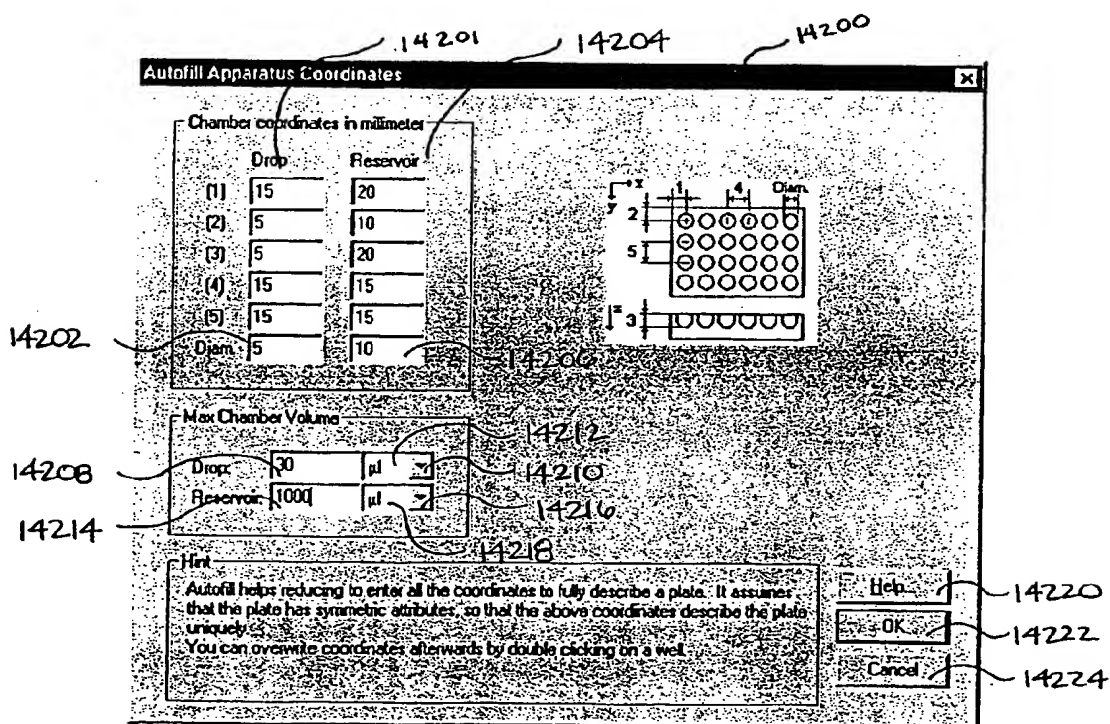 14201 14204 14200
Autofill Apparatus Coordinates
Chamber coordinates in millimeter
Drop Reservoir
(1) 15 20
(2) 5 10
(3) 5 20
(4) 15 15
(5) 15 15
Diam. 5 10
14202
14206
x 1 4 Diam.
y 2
5
z 3
Max Chamber Volume
14212
14208 Drop: 30 µl 14210
Reservoir: 1000 µl 14216
14214
14218
Hint
Autofill helps reducing to enter all the coordinates to fully describe a plate. It assumes
that the plate has symmetric attributes, so that the above coordinates describe the plate
uniquely.
You can overwrite coordinates afterwards by double clicking on a well.
Help... 14220
OK 14222
Cancel 14224